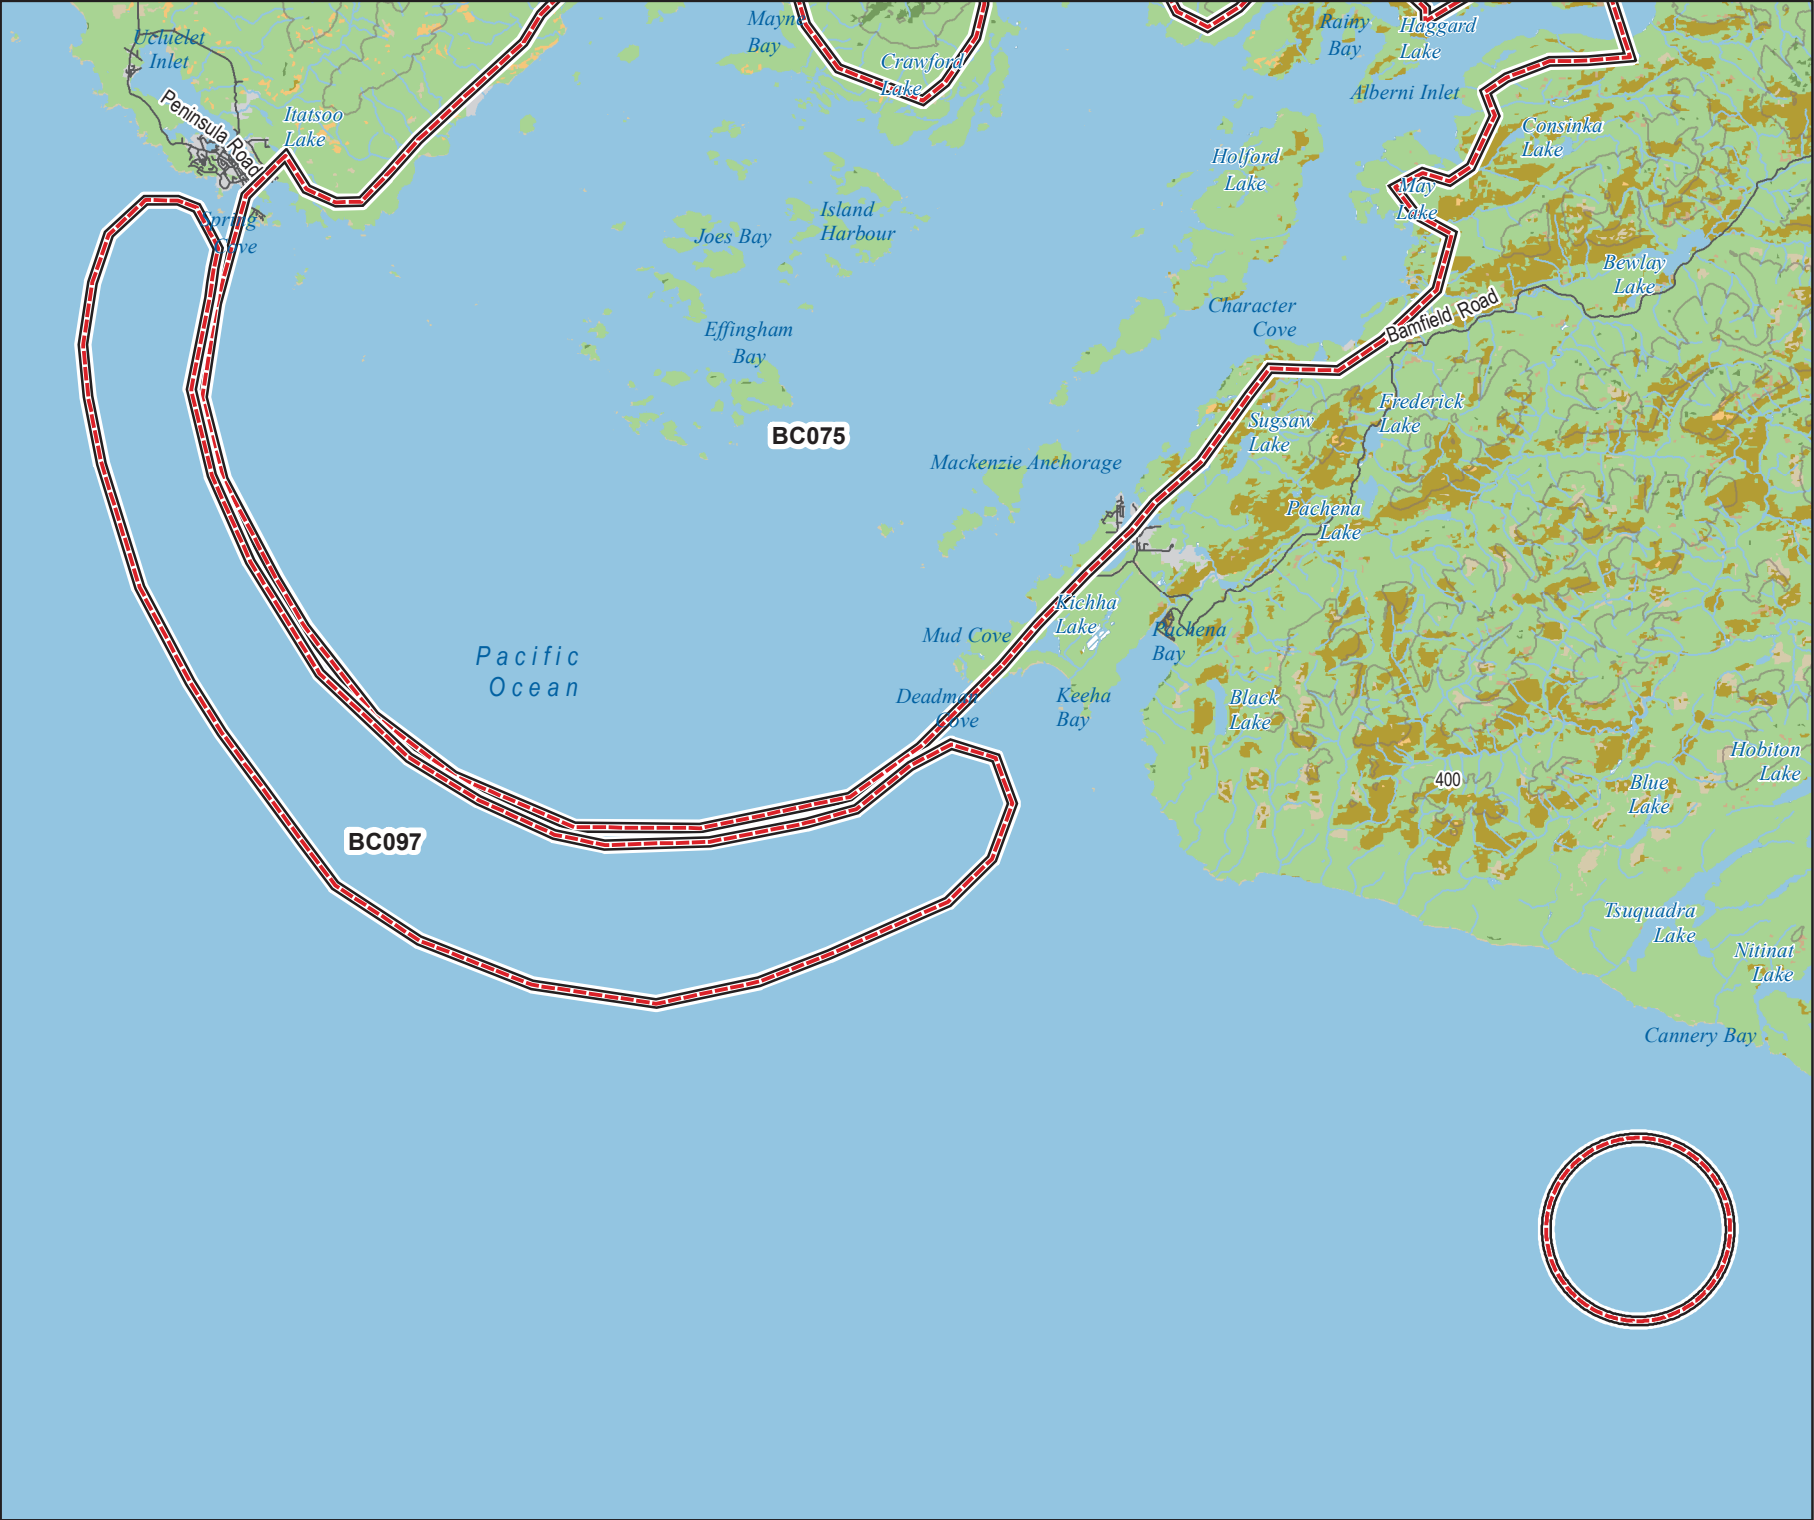 Mayne
Bay
Rainy
Bay
Haggard
Lake
Ucluelet
Inlet
Crawford
Lake
Alberni Inlet
Peninsula Road
Itatsoo
Lake
Consinka
Lake
Holford
Lake
May
Lake
Spring
Cove
Island
Harbour
Joes Bay
Bewlay
Lake
Character
Cove
Bamfield Road
Effingham
Bay
Frederick
Lake
Sugsaw
Lake
BC075
Mackenzie Anchorage
Pachena
Lake
Kichha
Lake
Mud Cove
Pachena
Bay
Pacific
Ocean
Deadman
Cove
Keeha
Bay
Black
Lake
Hobiton
Lake
400
Blue
Lake
BC097
Tsuquadra
Lake
Nitinat
Lake
Cannery Bay